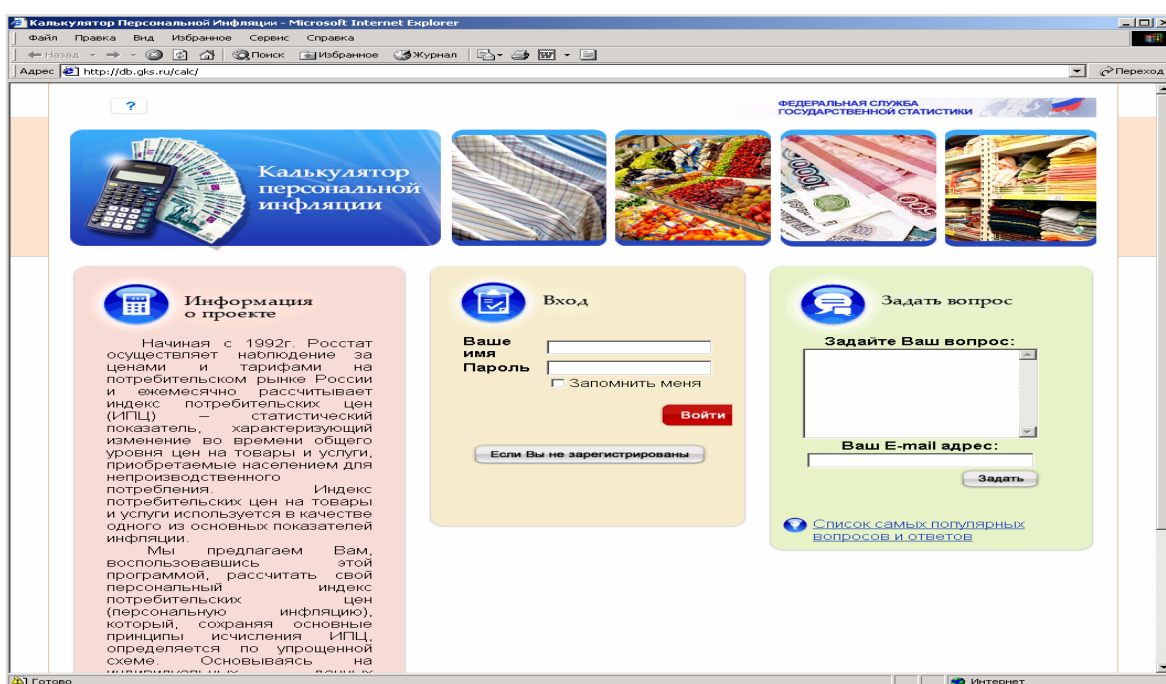 Калькулятор Персональной Инфляции - Microsoft Internet Explorer
Файл Правка Вид Избранное Сервис Справка
Назад Поиск Избранное Журнал
Адрес http://db.gks.ru/calc/ Переход
?
ФЕДЕРАЛЬНАЯ СЛУЖБА
ГОСУДАРСТВЕННОЙ СТАТИСТИКИ
Калькулятор
персональной
инфляции
Информация
о проекте
Начиная с 1992г. Росстат
осуществляет наблюдение за
ценами и тарифами на
потребительском рынке России
и ежемесячно рассчитывает
индекс потребительских цен
(ИПЦ) – статистический
показатель, характеризующий
изменение во времени общего
уровня цен на товары и услуги,
приобретаемые населением для
непроизводственного
потребления. Индекс
потребительских цен на товары
и услуги используется в качестве
одного из основных показателей
инфляции.
Мы предлагаем Вам,
воспользовавшись этой
программой, рассчитать свой
персональный индекс
потребительских цен
(персональную инфляцию),
который, сохраняя основные
принципы исчисления ИПЦ,
определяется по упрощенной
схеме. Основываясь на
Вход
Ваше
имя
Пароль
Запомнить меня
Войти
Если Вы не зарегистрированы
Задать вопрос
Задайте Ваш вопрос:
Ваш E-mail адрес:
Задать
Список самых популярных
вопросов и ответов
Готово Интернет